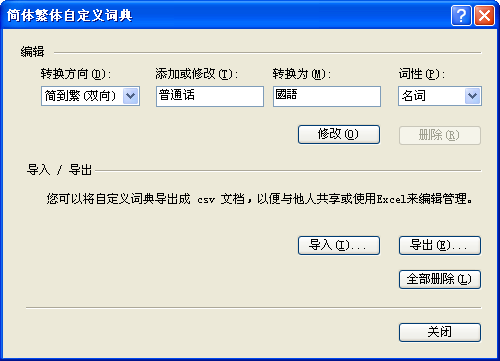 简体繁体自定义词典
编辑
转换方向(D): 添加或修改(T): 转换为(M): 词性(P):
简到繁(双向) 普通话 國語 名词
修改(O) 删除(R)
导入 / 导出
您可以将自定义词典导出成 csv 文档，以便与他人共享或使用Excel来编辑管理。
导入(I)... 导出(E)...
全部删除(L)
关闭